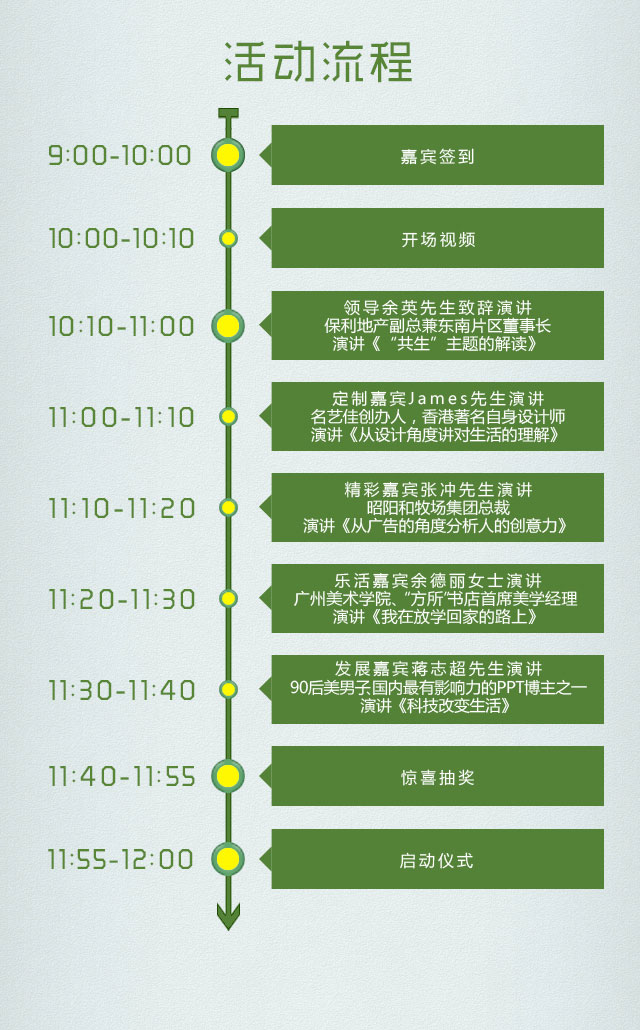 活动流程
9:00-10:00
嘉宾签到
10:00-10:10
开场视频
10:10-11:00
领导余英先生致辞演讲
保利地产副总兼东南片区董事长
演讲《“共生”主题的解读》
11:00-11:10
定制嘉宾James先生演讲
名艺佳创办人，香港著名自身设计师
演讲《从设计角度讲对生活的理解》
11:10-11:20
精彩嘉宾张冲先生演讲
昭阳和牧场集团总裁
演讲《从广告的角度分析人的创意力》
11:20-11:30
乐活嘉宾余德丽女士演讲
广州美术学院、“方所”书店首席美学经理
演讲《我在放学回家的路上》
11:30-11:40
发展嘉宾蒋志超先生演讲
90后美男子国内最有影响力的PPT博主之一
演讲《科技改变生活》
11:40-11:55
惊喜抽奖
11:55-12:00
启动仪式